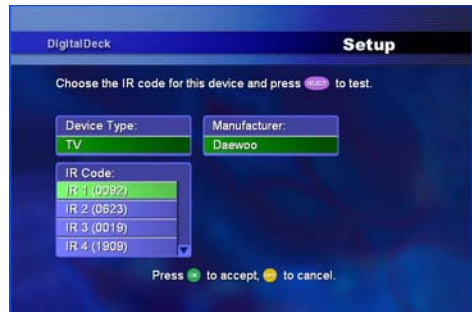 DigitalDeck
Setup
Choose the IR code for this device and press SELECT to test.
Device Type:
Manufacturer:
TV
Daewoo
IR Code:
IR 1 (0092)
IR 2 (0623)
IR 3 (0019)
IR 4 (1909)
Press to accept, to cancel.